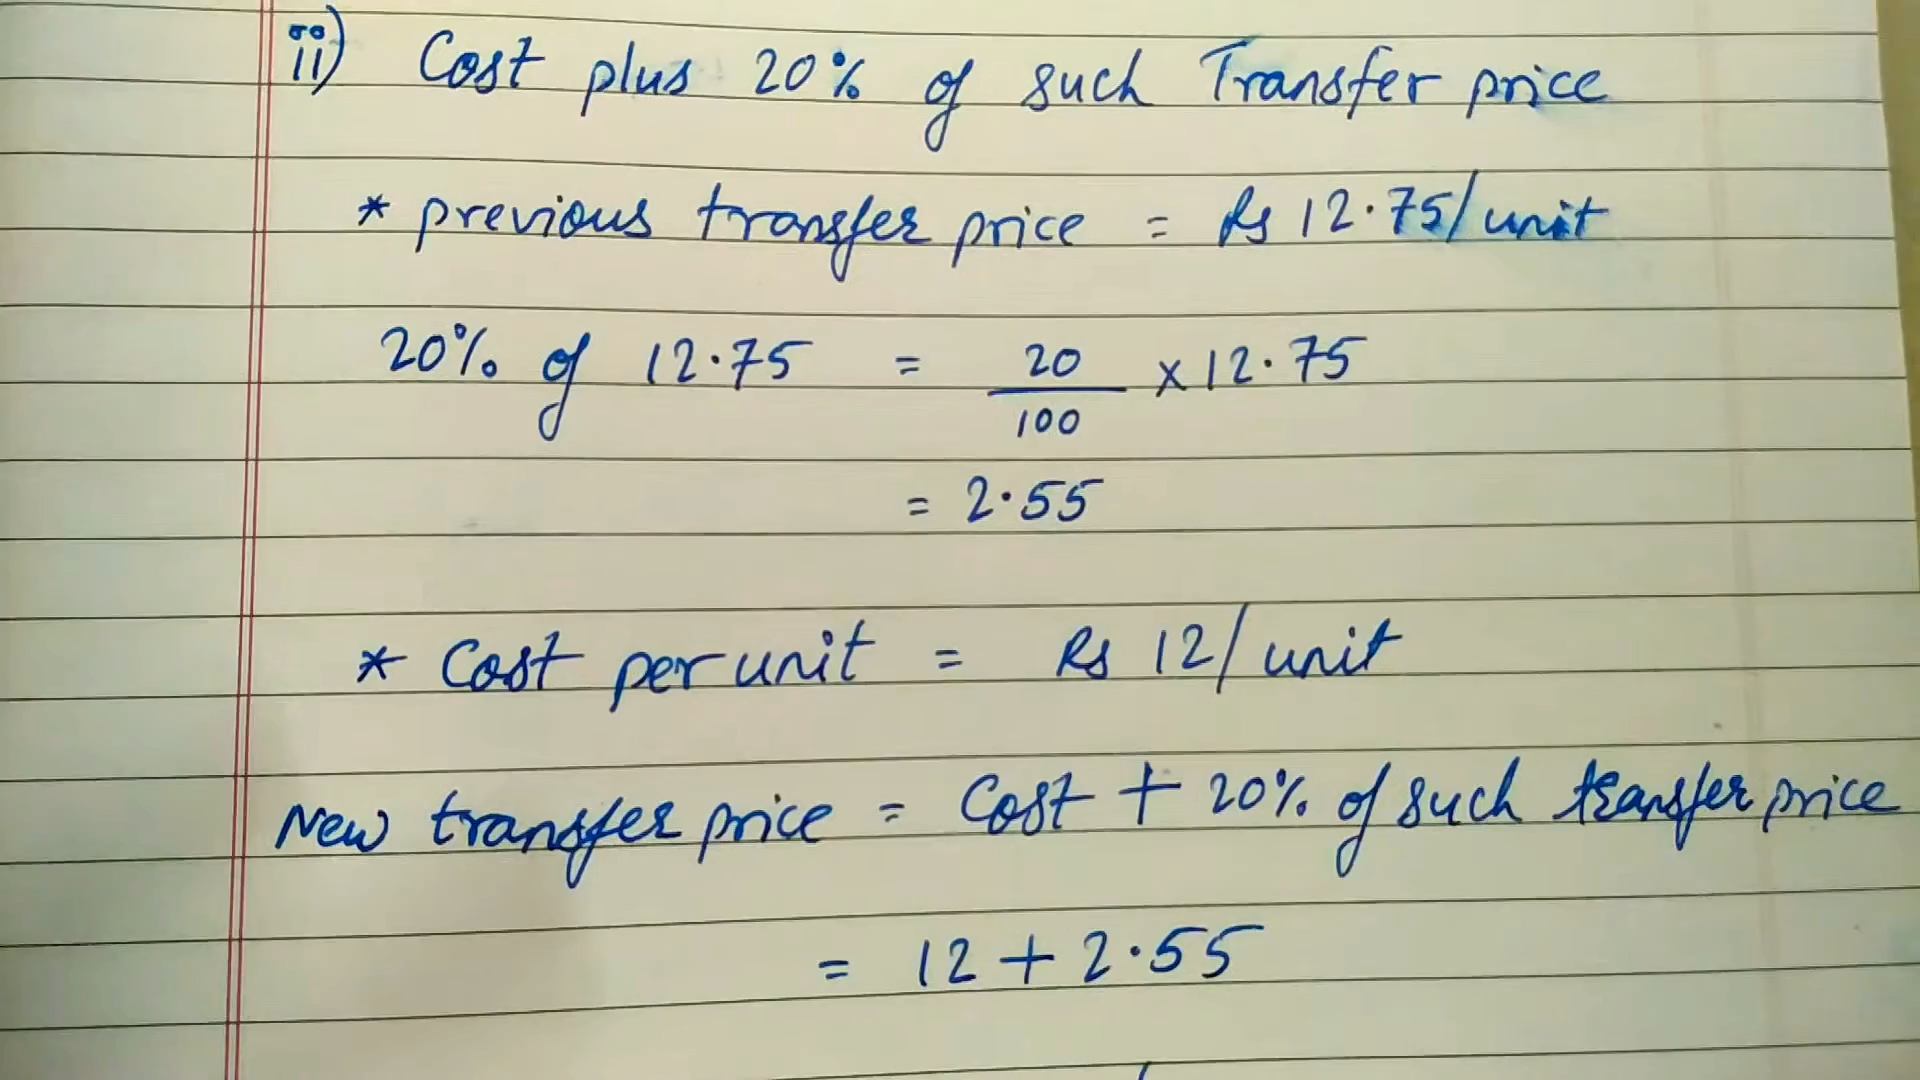 ii) Cost plus 20% of such Transfer price
* previous transfer price = Rs 12.75/unit
20% of 12.75 = 20/100 x 12.75
= 2.55
* Cost per unit = Rs 12/unit
New transfer price = Cost + 20% of such transfer price
= 12 + 2.55